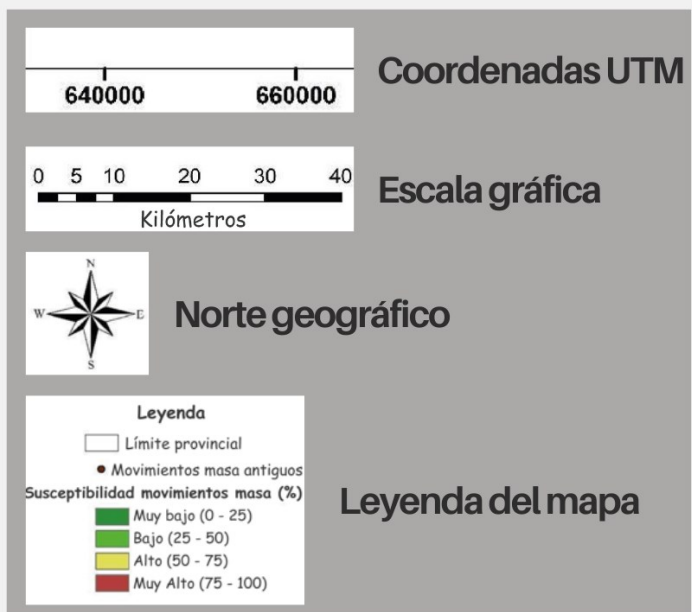 640000 660000
Coordenadas UTM
0 5 10 20 30 40
Kilómetros
Escala gráfica
N
W E
S
Norte geográfico
Leyenda
Límite provincial
Movimientos masa antiguos
Susceptibilidad movimientos masa (%)
Muy bajo (0 - 25)
Bajo (25 - 50)
Alto (50 - 75)
Muy Alto (75 - 100)
Leyenda del mapa